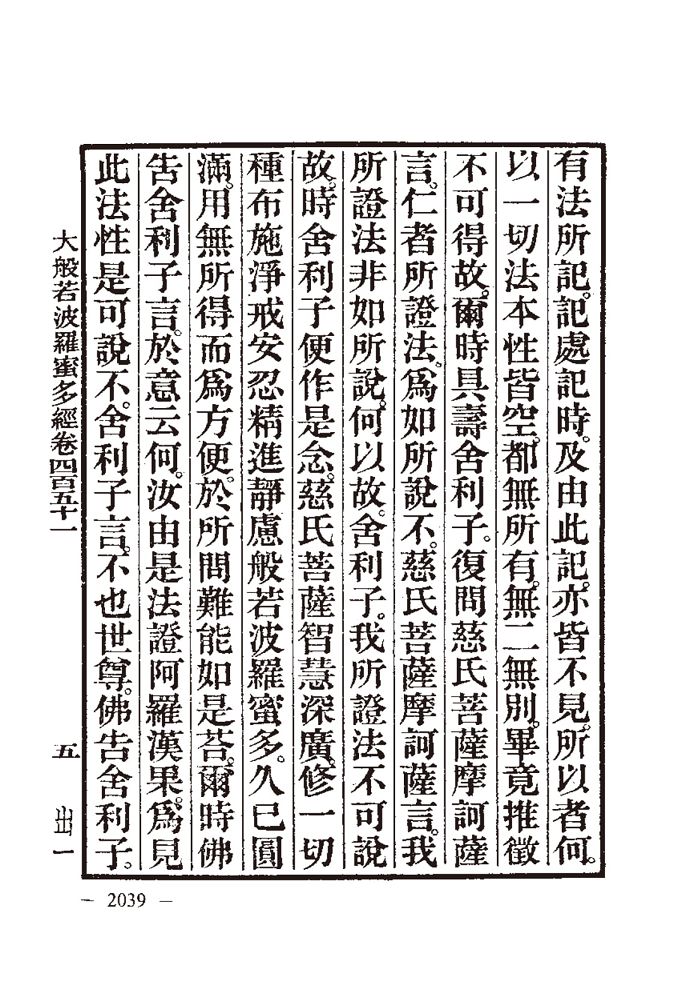 有法所記。記處記時。及由此記。亦皆不見。所以者何。
以一切法本性皆空。都無所有。無二無別。畢竟推徵
不可得故。爾時具壽舍利子。復問慈氏菩薩摩訶薩
言。仁者所證法。爲如所說不。慈氏菩薩摩訶薩言。我
所證法非如所說。何以故。舍利子。我所證法不可說
故。時舍利子便作是念。慈氏菩薩智慧深廣。修一切
種布施淨戒安忍精進靜慮般若波羅蜜多。久已圓
滿。用無所得而爲方便。於所問難能如是荅。爾時佛
告舍利子言。於意云何。汝由是法證阿羅漢果。爲見
此法性是可說不。舍利子言。不也世尊。佛告舍利子。
大般若波羅蜜多經卷四百五十一 五 出一
— 2039 —